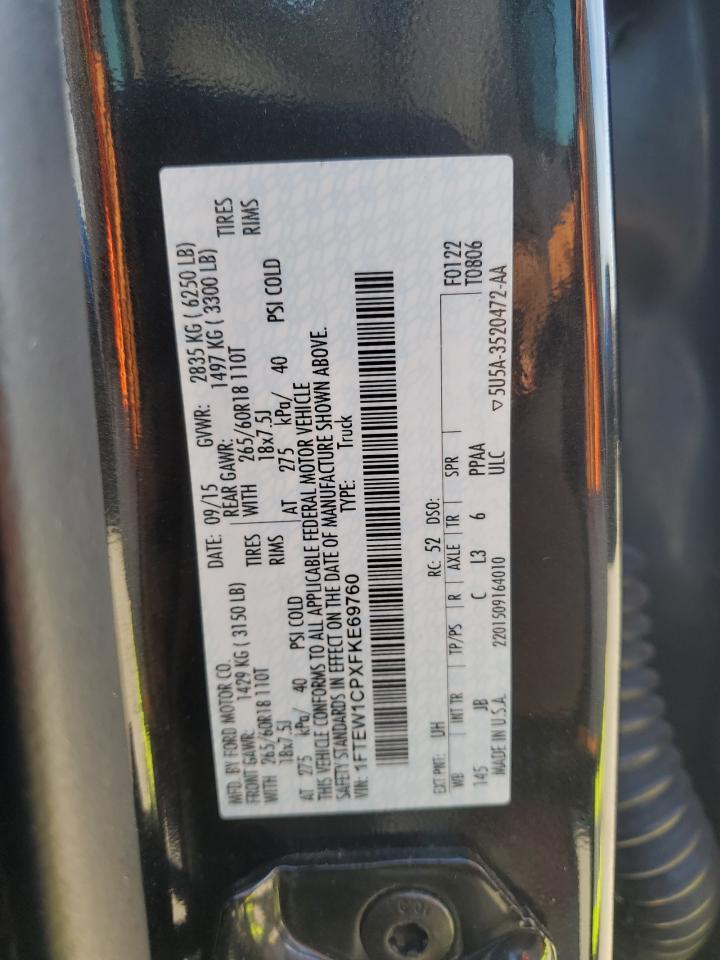 MFD. BY FORD MOTOR CO. DATE: 09/15 GVWR: 2835 KG ( 6250 LB)
FRONT GAWR: 1429 KG ( 3150 LB) REAR GAWR: 1497 KG ( 3300 LB)
WITH 265/60R18 110T TIRES WITH 265/60R18 110T TIRES
18x7.5J RIMS 18x7.5J RIMS
AT 275 kPa/ 40 PSI COLD AT 275 kPa/ 40 PSI COLD
THIS VEHICLE CONFORMS TO ALL APPLICABLE FEDERAL MOTOR VEHICLE
SAFETY STANDARDS IN EFFECT ON THE DATE OF MANUFACTURE SHOWN ABOVE.
VIN: 1FTEW1CPXFKE69760 TYPE: Truck
EXT PNT: UH RC: 52 DSO: F0122
WB INT TR TP/PS R AXLE TR SPR T0806
145 JB C L3 6 PPAA
MADE IN U.S.A. 2201509164010 ULC ▽5U5A-3520472-AA